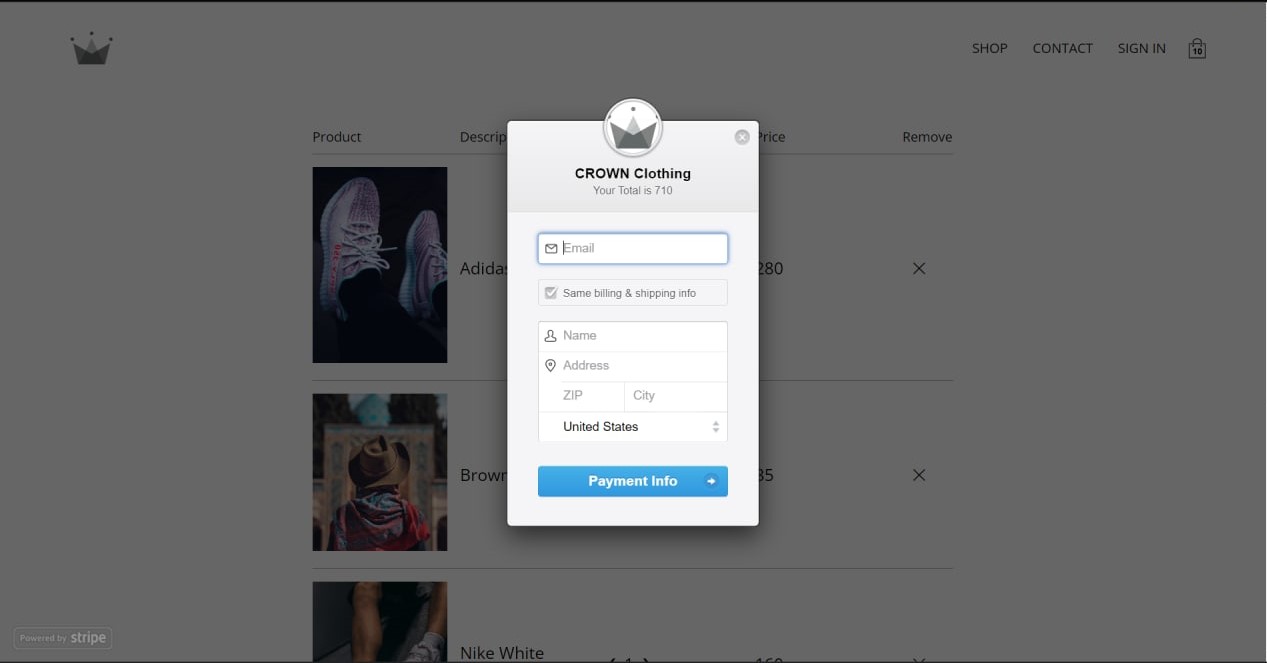 SHOP CONTACT SIGN IN 10
Product Descrip Price Remove
CROWN Clothing
Your Total is 710
Email
Adidas 280
Same billing & shipping info
Name
Address
ZIP City
United States
Brown 35
Payment Info
Powered by stripe
Nike White 1 160